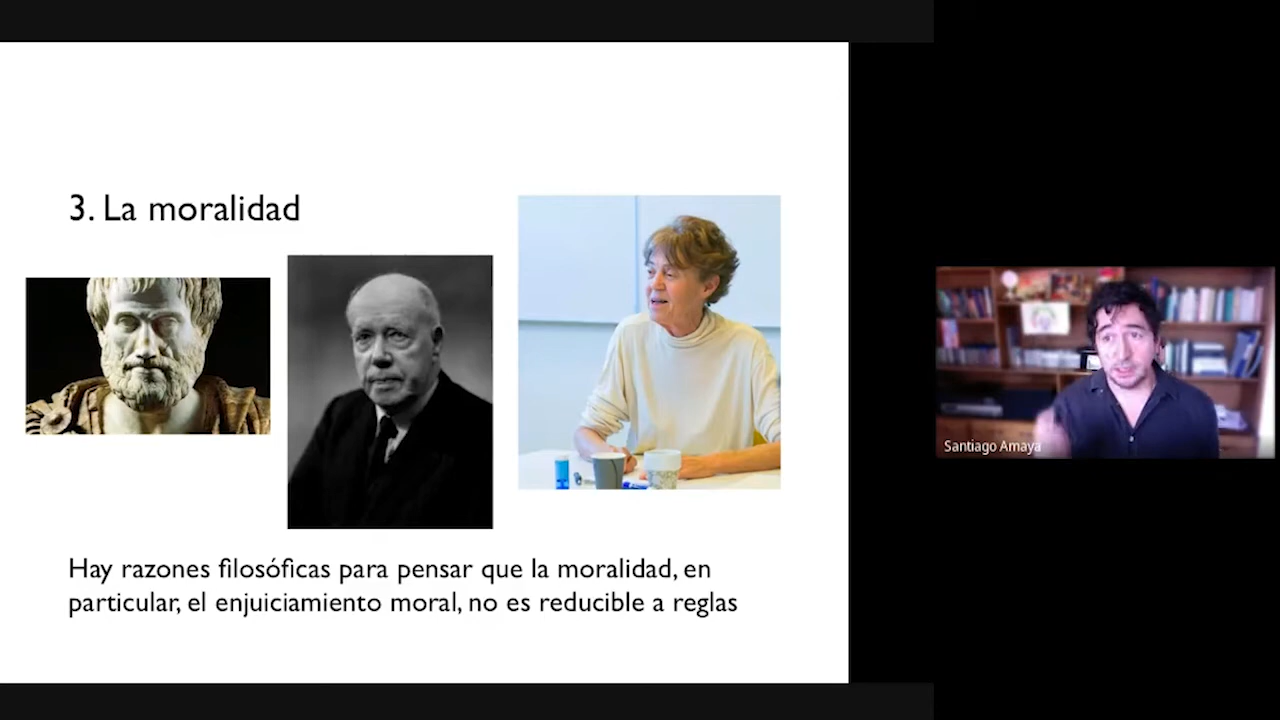 3. La moralidad
Hay razones filosóficas para pensar que la moralidad, en
particular, el enjuiciamiento moral, no es reducible a reglas
Santiago Amaya